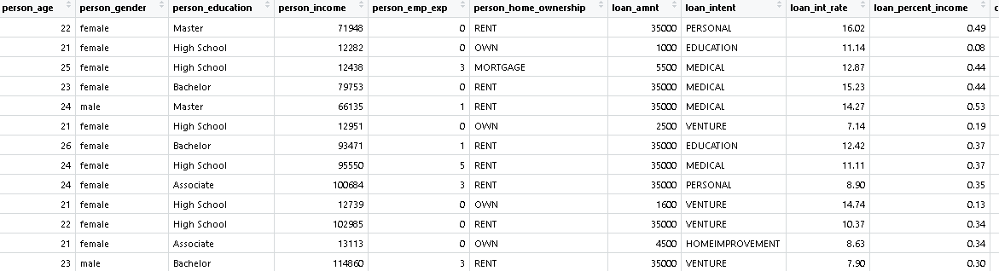 person_age person_gender person_education person_income person_emp_exp person_home_ownership loan_amnt loan_intent loan_int_rate loan_percent_income c
22 female Master 71948 0 RENT 35000 PERSONAL 16.02 0.49
21 female High School 12282 0 OWN 1000 EDUCATION 11.14 0.08
25 female High School 12438 3 MORTGAGE 5500 MEDICAL 12.87 0.44
23 female Bachelor 79753 0 RENT 35000 MEDICAL 15.23 0.44
24 male Master 66135 1 RENT 35000 MEDICAL 14.27 0.53
21 female High School 12951 0 OWN 2500 VENTURE 7.14 0.19
26 female Bachelor 93471 1 RENT 35000 EDUCATION 12.42 0.37
24 female High School 95550 5 RENT 35000 MEDICAL 11.11 0.37
24 female Associate 100684 3 RENT 35000 PERSONAL 8.90 0.35
21 female High School 12739 0 OWN 1600 VENTURE 14.74 0.13
22 female High School 102985 0 RENT 35000 VENTURE 10.37 0.34
21 female Associate 13113 0 OWN 4500 HOMEIMPROVEMENT 8.63 0.34
23 male Bachelor 114860 3 RENT 35000 VENTURE 7.90 0.30